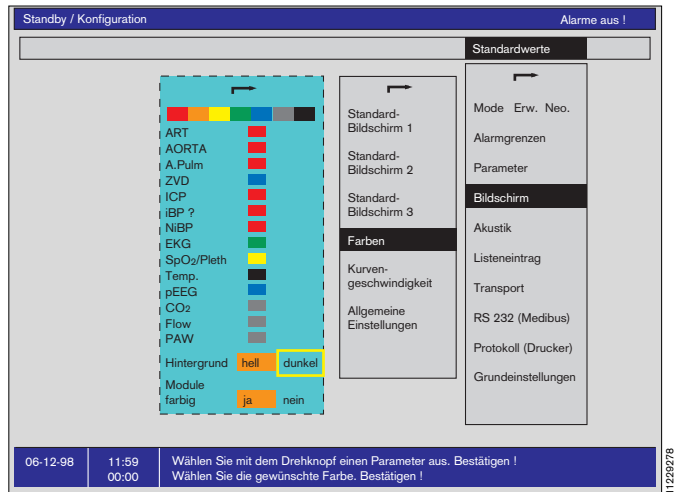 Standby / Konfiguration
Alarme aus !
Standardwerte
ART
AORTA
A.Pulm
ZVD
ICP
iBP ?
NiBP
EKG
SpO2/Pleth
Temp.
pEEG
CO2
Flow
PAW
Hintergrund hell dunkel
Module
farbig ja nein
Standard-
Bildschirm 1
Standard-
Bildschirm 2
Standard-
Bildschirm 3
Farben
Kurven-
geschwindigkeit
Allgemeine
Einstellungen
Mode Erw. Neo.
Alarmgrenzen
Parameter
Bildschirm
Akustik
Listeneintrag
Transport
RS 232 (Medibus)
Protokoll (Drucker)
Grundeinstellungen
06-12-98
11:59
00:00
Wählen Sie mit dem Drehknopf einen Parameter aus. Bestätigen !
Wählen Sie die gewünschte Farbe. Bestätigen !
11229278